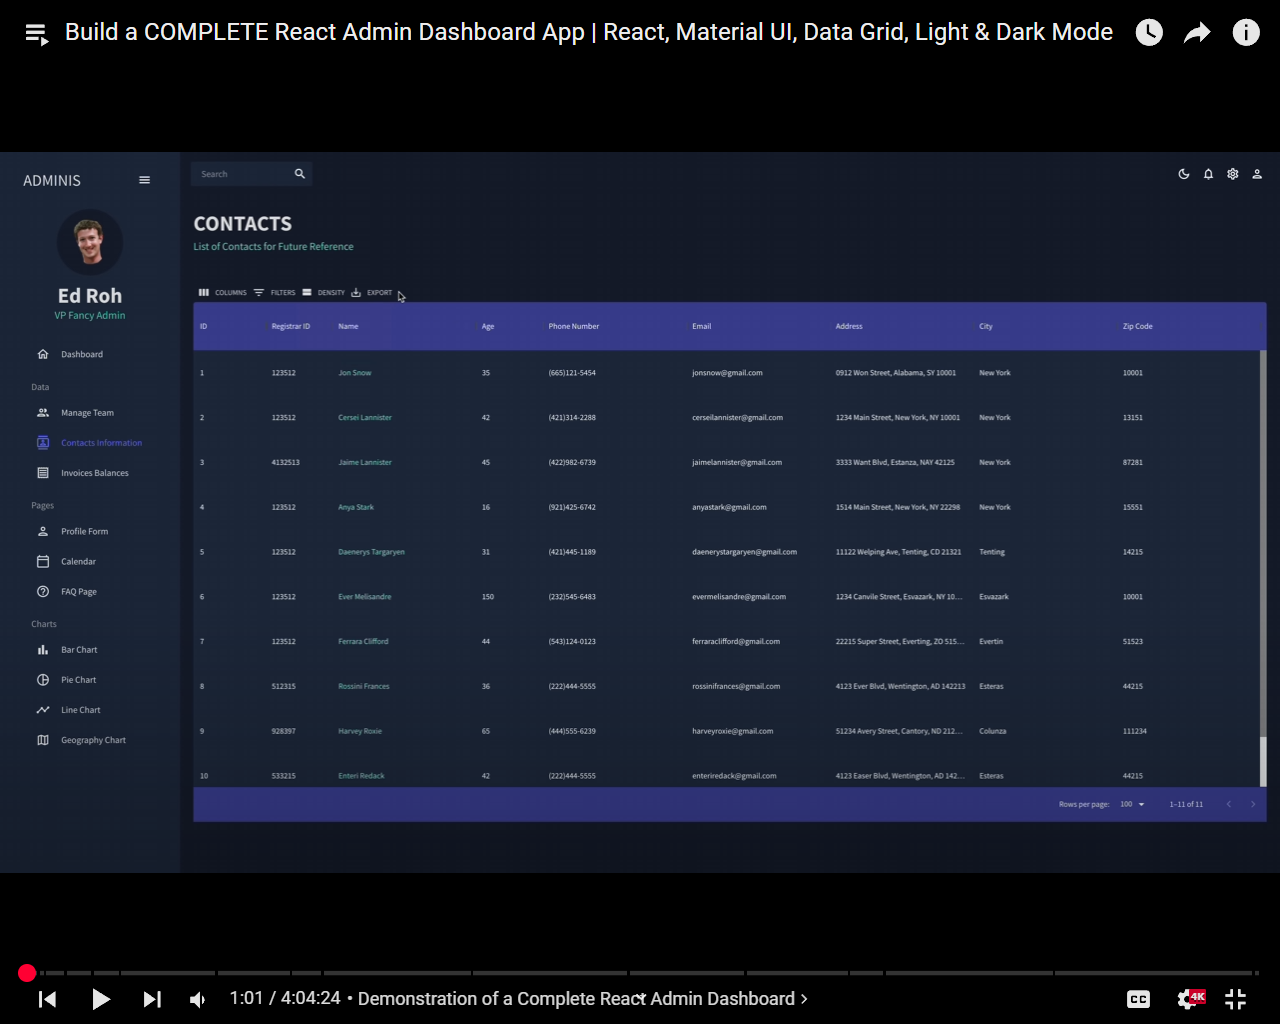 Build a COMPLETE React Admin Dashboard App | React, Material UI, Data Grid, Light & Dark Mode
ADMINIS
Search
Ed Roh
VP Fancy Admin
Dashboard
Data
Manage Team
Contacts Information
Invoices Balances
Pages
Profile Form
Calendar
FAQ Page
Charts
Bar Chart
Pie Chart
Line Chart
Geography Chart
CONTACTS
List of Contacts for Future Reference
COLUMNS FILTERS DENSITY EXPORT
ID Registrar ID Name Age Phone Number Email Address City Zip Code
1 123512 Jon Snow 35 (665)121-5454 jonsnow@gmail.com 0912 Won Street, Alabama, SY 10001 New York 10001
2 123512 Cersei Lannister 42 (421)314-2288 cerseilannister@gmail.com 1234 Main Street, New York, NY 10001 New York 13151
3 4132513 Jaime Lannister 45 (422)982-6739 jaimelannister@gmail.com 3333 Want Blvd, Estanza, NAY 42125 New York 87281
4 123512 Anya Stark 16 (921)425-6742 anyastark@gmail.com 1514 Main Street, New York, NY 22298 New York 15551
5 123512 Daenerys Targaryen 31 (421)445-1189 daenerystargaryen@gmail.com 11122 Welping Ave, Tenting, CD 21321 Tenting 14215
6 123512 Ever Melisandre 150 (232)545-6483 evermelisandre@gmail.com 1234 Canvile Street, Esvazark, NY 10... Esvazark 10001
7 123512 Ferrara Clifford 44 (543)124-0123 ferraraclifford@gmail.com 22215 Super Street, Everting, ZO 515... Evertin 51523
8 512315 Rossini Frances 36 (222)444-5555 rossinifrances@gmail.com 4123 Ever Blvd, Wentington, AD 142213 Esteras 44215
9 928397 Harvey Roxie 65 (444)555-6239 harveyroxie@gmail.com 51234 Avery Street, Cantory, ND 212... Colunza 111234
10 533215 Enteri Redack 42 (222)444-5555 enteriredack@gmail.com 4123 Easer Blvd, Wentington, AD 142... Esteras 44215
Rows per page: 100 1–11 of 11
1:01 / 4:04:24 • Demonstration of a Complete React Admin Dashboard
CC
4K